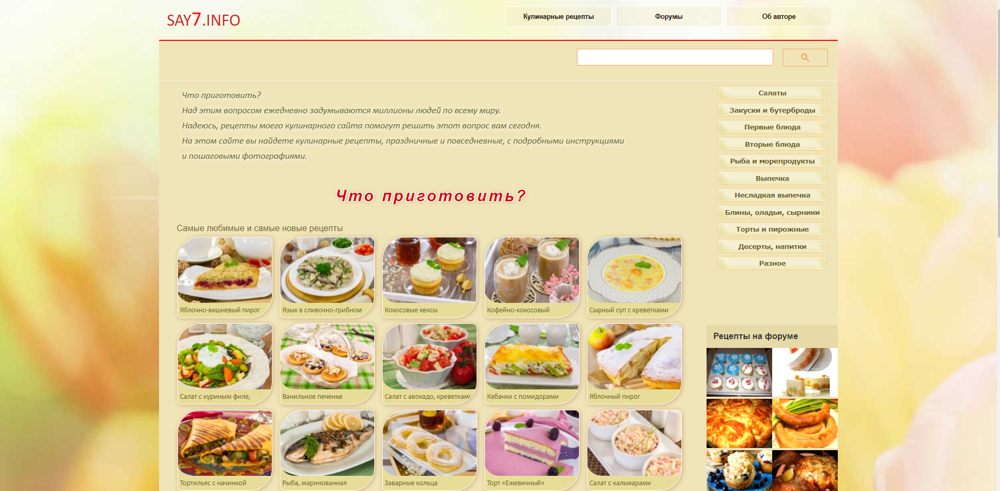 SAY7.INFO
Кулинарные рецепты
Форумы
Об авторе
Что приготовить?
Над этим вопросом ежедневно задумываются миллионы людей по всему миру.
Надеюсь, рецепты моего кулинарного сайта помогут решить этот вопрос вам сегодня.
На этом сайте вы найдете кулинарные рецепты, праздничные и повседневные, с подробными инструкциями
и пошаговыми фотографиями.
Что приготовить?
Самые любимые и самые новые рецепты
Яблочно-вишневый пирог
Язык в сливочно-грибном
Кокосовые кексы
Кофейно-кокосовый
Сырный суп с креветками
Салат с куриным филе,
Ванильное печенье
Салат с авокадо, креветками
Кабачки с помидорами
Яблочный пирог
Тортильяс с начинкой
Рыба, маринованная
Заварные кольца
Торт «Ежевичный»
Салат с кальмарами
Салаты
Закуски и бутерброды
Первые блюда
Вторые блюда
Рыба и морепродукты
Выпечка
Несладкая выпечка
Блины, оладьи, сырники
Торты и пирожные
Десерты, напитки
Разное
Рецепты на форуме